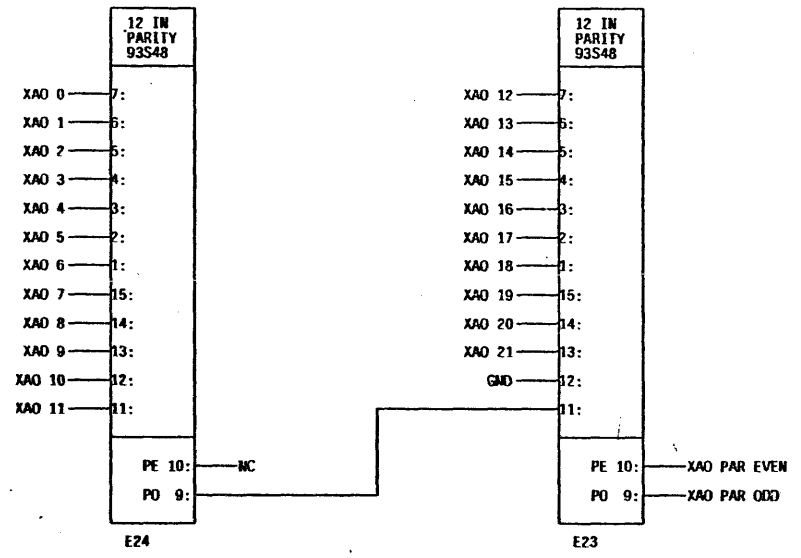 12 IN
PARITY
93S48
XAO 0 7:
XAO 1 6:
XAO 2 5:
XAO 3 4:
XAO 4 3:
XAO 5 2:
XAO 6 1:
XAO 7 15:
XAO 8 14:
XAO 9 13:
XAO 10 12:
XAO 11 11:
PE 10: NC
PO 9:
E24
12 IN
PARITY
93S48
XAO 12 7:
XAO 13 6:
XAO 14 5:
XAO 15 4:
XAO 16 3:
XAO 17 2:
XAO 18 1:
XAO 19 15:
XAO 20 14:
XAO 21 13:
GND 12:
11:
PE 10: XAO PAR EVEN
PO 9: XAO PAR ODD
E23